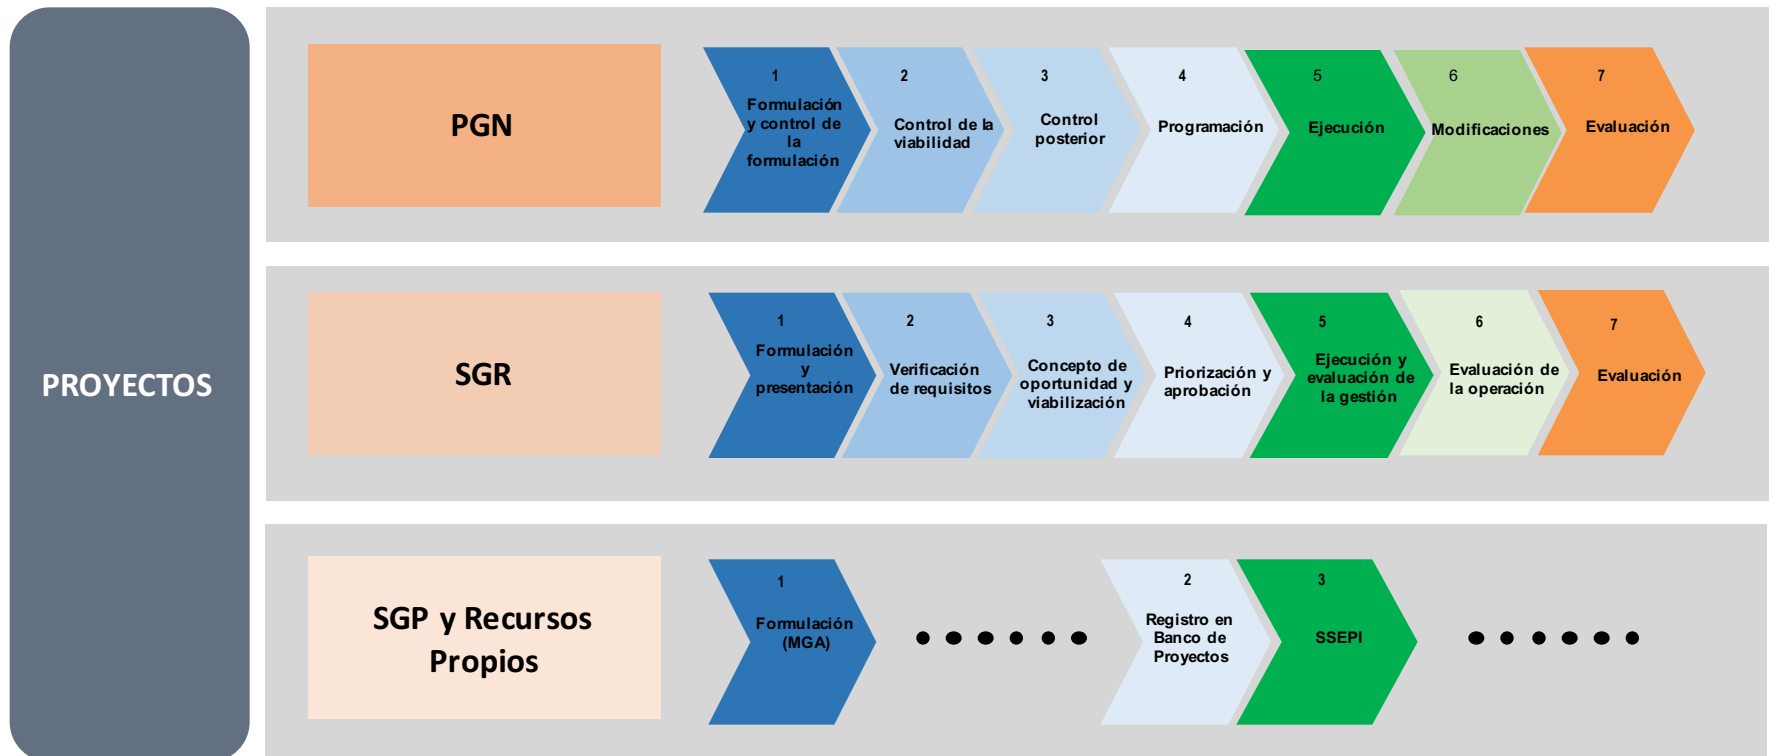 PROYECTOS
PGN
1
Formulación
y control de
la
formulación
2
Control de la
viabilidad
3
Control
posterior
4
Programación
5
Ejecución
6
Modificaciones
7
Evaluación
SGR
1
Formulación
y
presentación
2
Verificación
de requisitos
3
Concepto de
oportunidad y
viabilización
4
Priorización y
aprobación
5
Ejecución y
evaluación de
la gestión
6
Evaluación de
la operación
7
Evaluación
SGP y Recursos
Propios
1
Formulación
(MGA)
2
Registro en
Banco de
Proyectos
3
SSEPI